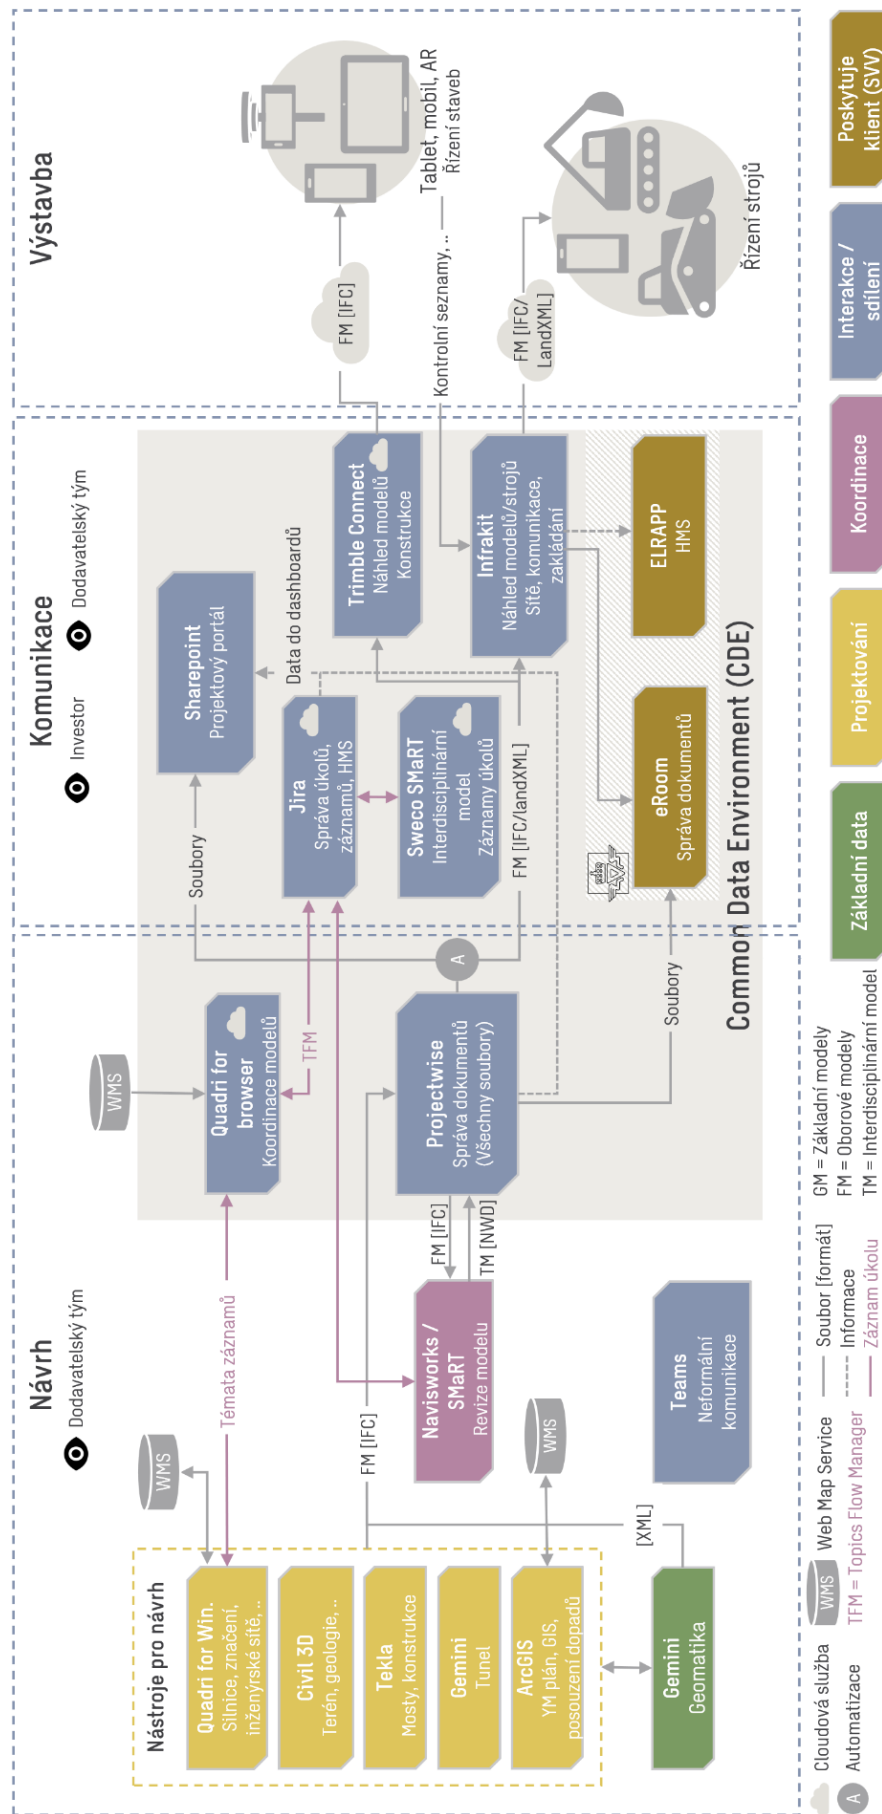 Návrh
Dodavatelský tým
Komunikace
Investor
Dodavatelský tým
Výstavba
Nástroje pro návrh
Quadri for Win.
Silnice, značení,
inženýrské sítě, ..
Civil 3D
Terén, geologie, ..
Tekla
Mosty, konstrukce
Gemini
Tunel
ArcGIS
YM plán, GIS,
posouzení dopadů
Gemini
Geomatika
WMS
WMS
WMS
Témata záznamů
FM [IFC]
[XML]
Navisworks /
SMaRT
Revize modelu
FM [IFC]
TM [NWD]
Teams
Neformální
komunikace
Quadri for
browser
Koordinace modelů
TFM
Projectwise
Správa dokumentů
(Všechny soubory)
A
Soubory
Soubory
FM [IFC/landXML]
Common Data Environment (CDE)
Sharepoint
Projektový portál
Jira
Správa úkolů,
záznamů, HMS
Sweco SMaRT
Interdisciplinární
model
Záznamy úkolů
Data do dashboardů
Trimble Connect
Náhled modelů
Konstrukce
Infrakit
Náhled modelů/strojů
Sítě, komunikace,
zakládání
eRoom
Správa dokumentů
ELRAPP
HMS
FM [IFC]
Kontrolní seznamy, ..
FM [IFC/
LandXML]
Tablet, mobil, AR
Řízení staveb
Řízení strojů
Cloudová služba
A
Automatizace
WMS
Web Map Service
TFM = Topics Flow Manager
Soubor [formát]
Informace
Záznam úkolu
GM = Základní modely
FM = Oborové modely
TM = Interdisciplinární model
Základní data
Projektování
Koordinace
Interakce /
sdílení
Poskytuje
klient (SVV)